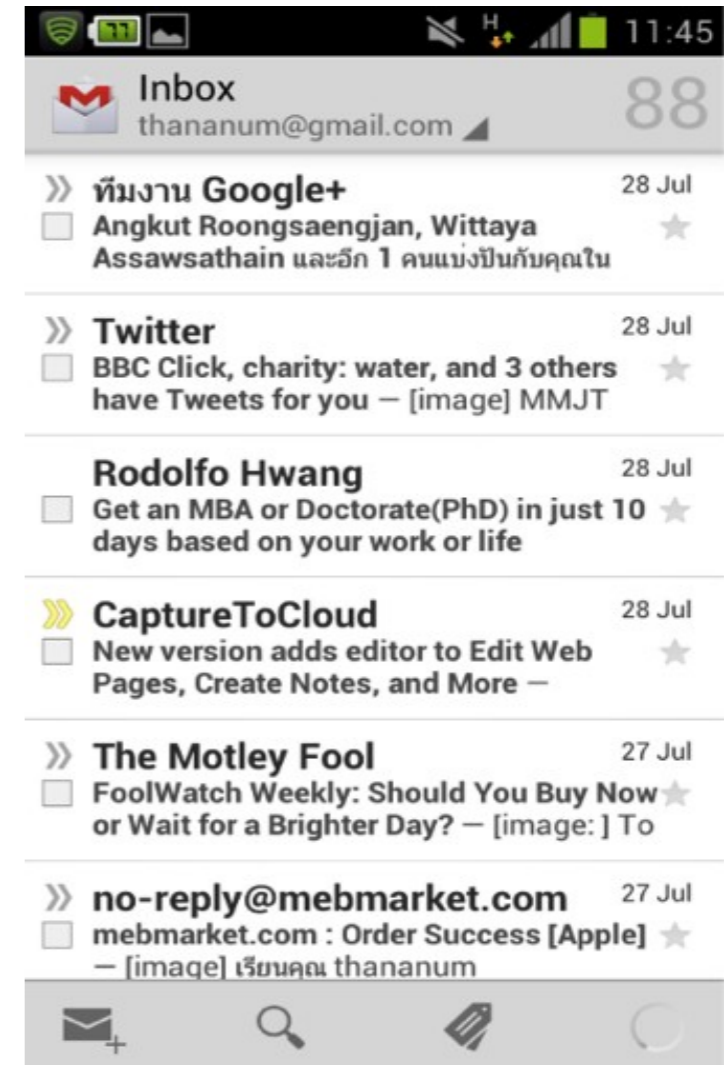 77 H 11:45
Inbox 88
thananum@gmail.com
ทีมงาน Google+ 28 Jul
Angkut Roongsaengjan, Wittaya
Assawsathain และอีก 1 คนแบ่งปันกับคุณใน
Twitter 28 Jul
BBC Click, charity: water, and 3 others
have Tweets for you — [image] MMJT
Rodolfo Hwang 28 Jul
Get an MBA or Doctorate(PhD) in just 10
days based on your work or life
CaptureToCloud 28 Jul
New version adds editor to Edit Web
Pages, Create Notes, and More —
The Motley Fool 27 Jul
FoolWatch Weekly: Should You Buy Now
or Wait for a Brighter Day? — [image: ] To
no-reply@mebmarket.com 27 Jul
mebmarket.com : Order Success [Apple]
— [image] เรียนคุณ thananum